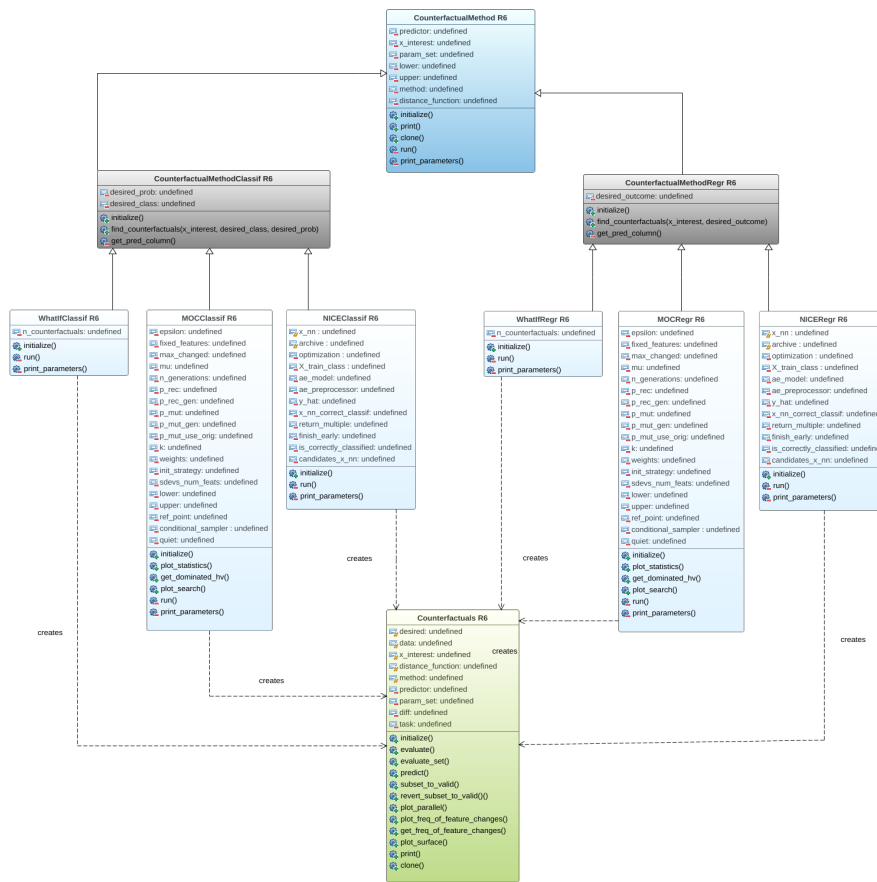 CounterfactualMethod R6
predictor: undefined
x_interest: undefined
param_set: undefined
lower: undefined
upper: undefined
method: undefined
distance_function: undefined
initialize()
print()
clone()
run()
print_parameters()
CounterfactualMethodClassif R6
desired_prob: undefined
desired_class: undefined
initialize()
find_counterfactuals(x_interest, desired_class, desired_prob)
get_pred_column()
CounterfactualMethodRegr R6
desired_outcome: undefined
initialize()
find_counterfactuals(x_interest, desired_outcome)
get_pred_column()
WhatIfClassif R6
n_counterfactuals: undefined
initialize()
run()
print_parameters()
MOCClassif R6
epsilon: undefined
fixed_features: undefined
max_changed: undefined
mu: undefined
n_generations: undefined
p_rec: undefined
p_rec_gen: undefined
p_mut: undefined
p_mut_gen: undefined
p_mut_use_orig: undefined
k: undefined
weights: undefined
init_strategy: undefined
sdevs_num_feats: undefined
lower: undefined
upper: undefined
ref_point: undefined
conditional_sampler : undefined
quiet: undefined
initialize()
plot_statistics()
get_dominated_hv()
plot_search()
run()
print_parameters()
NICEClassif R6
x_nn : undefined
archive : undefined
optimization : undefined
X_train_class : undefined
ae_model: undefined
ae_preprocessor: undefined
y_hat: undefined
x_nn_correct_classif: undefined
return_multiple: undefined
finish_early: undefined
is_correctly_classified: undefined
candidates_x_nn: undefined
initialize()
run()
print_parameters()
WhatIfRegr R6
n_counterfactuals: undefined
initialize()
run()
print_parameters()
MOCRegr R6
epsilon: undefined
fixed_features: undefined
max_changed: undefined
mu: undefined
n_generations: undefined
p_rec: undefined
p_rec_gen: undefined
p_mut: undefined
p_mut_gen: undefined
p_mut_use_orig: undefined
k: undefined
weights: undefined
init_strategy: undefined
sdevs_num_feats: undefined
lower: undefined
upper: undefined
ref_point: undefined
conditional_sampler : undefined
quiet: undefined
initialize()
plot_statistics()
get_dominated_hv()
plot_search()
run()
print_parameters()
NICERegr R6
x_nn : undefined
archive : undefined
optimization : undefined
X_train_class : undefined
ae_model: undefined
ae_preprocessor: undefined
y_hat: undefined
x_nn_correct_classif: undefine
return_multiple: undefined
finish_early: undefined
is_correctly_classified: undefin
candidates_x_nn: undefined
initialize()
run()
print_parameters()
creates
creates
creates
creates
creates
creates
Counterfactuals R6
desired: undefined
data: undefined
x_interest: undefined
distance_function: undefined
method: undefined
predictor: undefined
param_set: undefined
diff: undefined
task: undefined
initialize()
evaluate()
evaluate_set()
predict()
subset_to_valid()
revert_subset_to_valid()()
plot_parallel()
plot_freq_of_feature_changes()
get_freq_of_feature_changes()
plot_surface()
print()
clone()